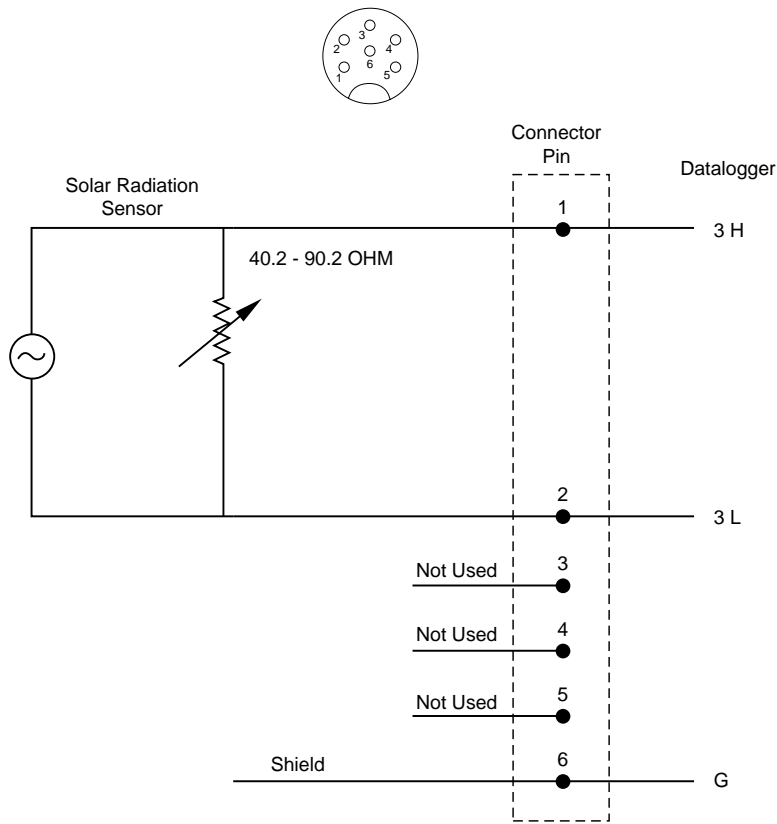 3
2
4
6
1
5
Connector
Pin
Datalogger
Solar Radiation
Sensor
1
3 H
40.2 - 90.2 OHM
2
3 L
Not Used
3
Not Used
4
Not Used
5
Shield
6
G